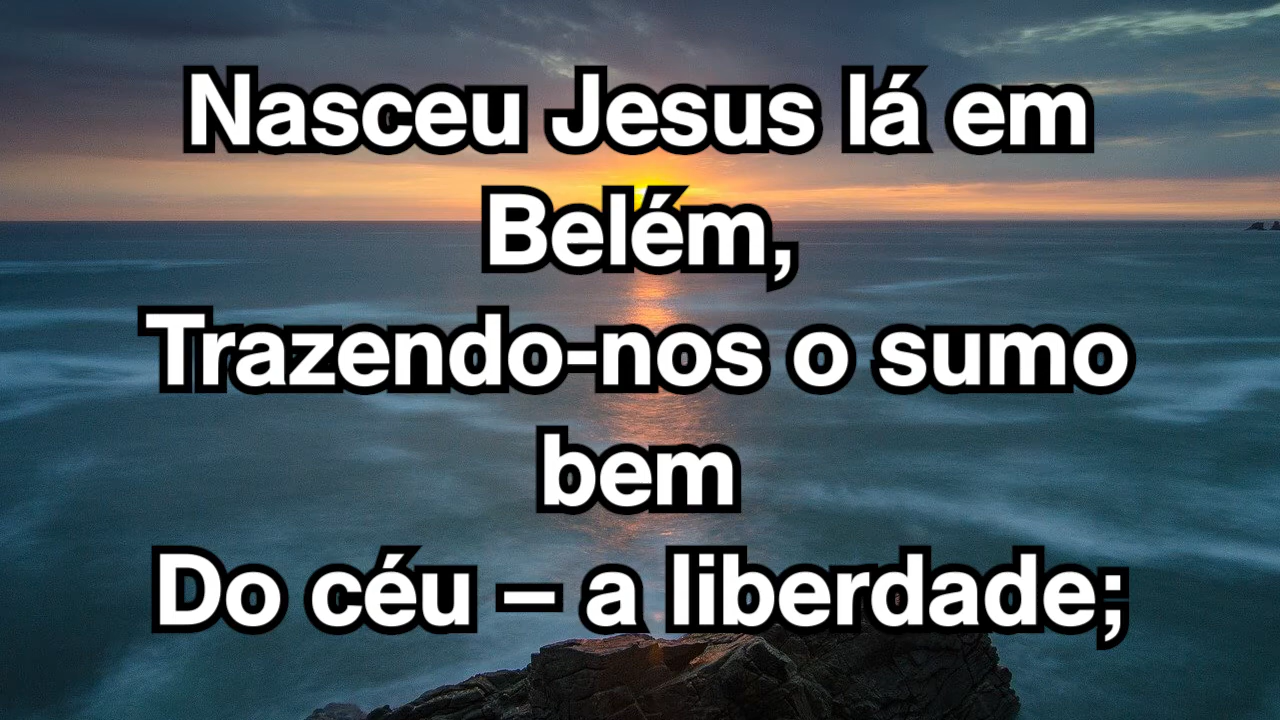 Nasceu Jesus lá em
Belém,
Trazendo-nos o sumo
bem
Do céu – a liberdade;